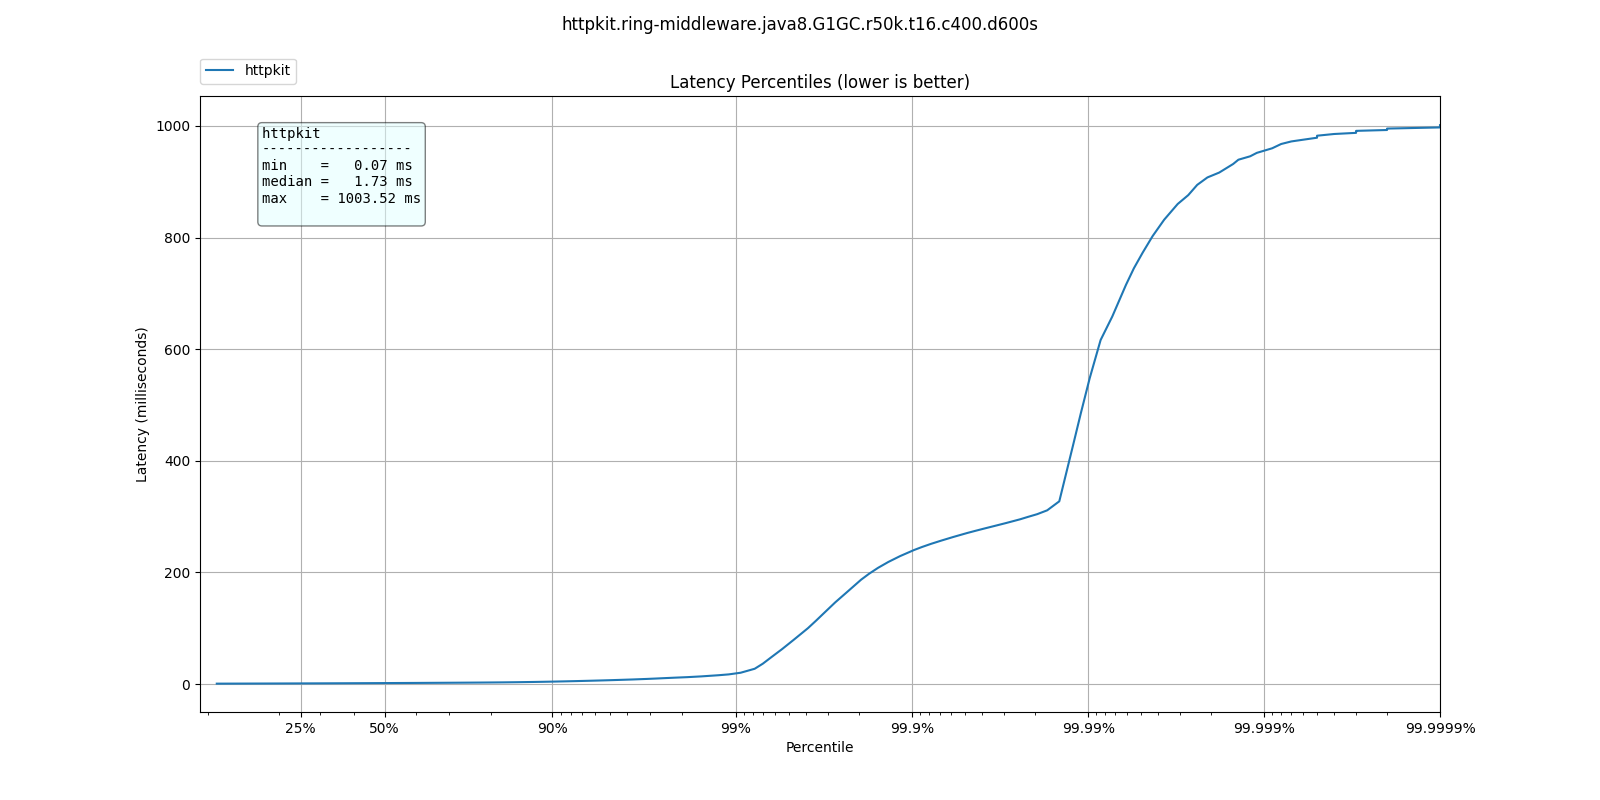 httpkit.ring-middleware.java8.G1GC.r50k.t16.c400.d600s
httpkit
Latency Percentiles (lower is better)
httpkit
------------------
min    =   0.07 ms
median =   1.73 ms
max    = 1003.52 ms
1000
800
600
400
200
0
Latency (milliseconds)
25% 50% 90% 99% 99.9% 99.99% 99.999% 99.9999%
Percentile